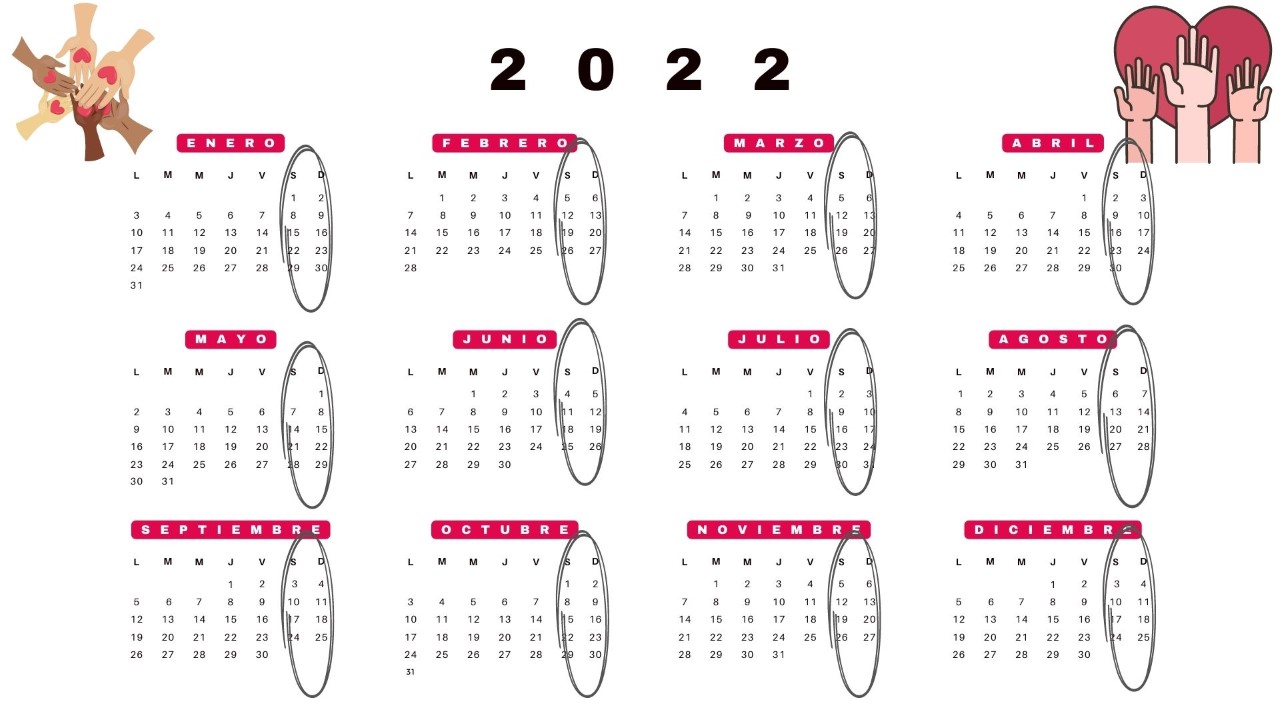 2 0 2 2
ENERO
L M M J V S D
1 2
3 4 5 6 7 8 9
10 11 12 13 14 15 16
17 18 19 20 21 22 23
24 25 26 27 28 29 30
31
FEBRERO
L M M J V S D
1 2 3 4 5 6
7 8 9 10 11 12 13
14 15 16 17 18 19 20
21 22 23 24 25 26 27
28
MARZO
L M M J V S D
1 2 3 4 5 6
7 8 9 10 11 12 13
14 15 16 17 18 19 20
21 22 23 24 25 26 27
28 29 30 31
ABRIL
L M M J V S D
1 2 3
4 5 6 7 8 9 10
11 12 13 14 15 16 17
18 19 20 21 22 23 24
25 26 27 28 29 30
MAYO
L M M J V S D
1
2 3 4 5 6 7 8
9 10 11 12 13 14 15
16 17 18 19 20 21 22
23 24 25 26 27 28 29
30 31
JUNIO
L M M J V S D
1 2 3 4 5
6 7 8 9 10 11 12
13 14 15 16 17 18 19
20 21 22 23 24 25 26
27 28 29 30
JULIO
L M M J V S D
1 2 3
4 5 6 7 8 9 10
11 12 13 14 15 16 17
18 19 20 21 22 23 24
25 26 27 28 29 30 31
AGOSTO
L M M J V S D
1 2 3 4 5 6 7
8 9 10 11 12 13 14
15 16 17 18 19 20 21
22 23 24 25 26 27 28
29 30 31
SEPTIEMBRE
L M M J V S D
1 2 3 4
5 6 7 8 9 10 11
12 13 14 15 16 17 18
19 20 21 22 23 24 25
26 27 28 29 30
OCTUBRE
L M M J V S D
1 2
3 4 5 6 7 8 9
10 11 12 13 14 15 16
17 18 19 20 21 22 23
24 25 26 27 28 29 30
31
NOVIEMBRE
L M M J V S D
1 2 3 4 5 6
7 8 9 10 11 12 13
14 15 16 17 18 19 20
21 22 23 24 25 26 27
28 29 30 31
DICIEMBRE
L M M J V S D
1 2 3 4
5 6 7 8 9 10 11
12 13 14 15 16 17 18
19 20 21 22 23 24 25
26 27 28 29 30